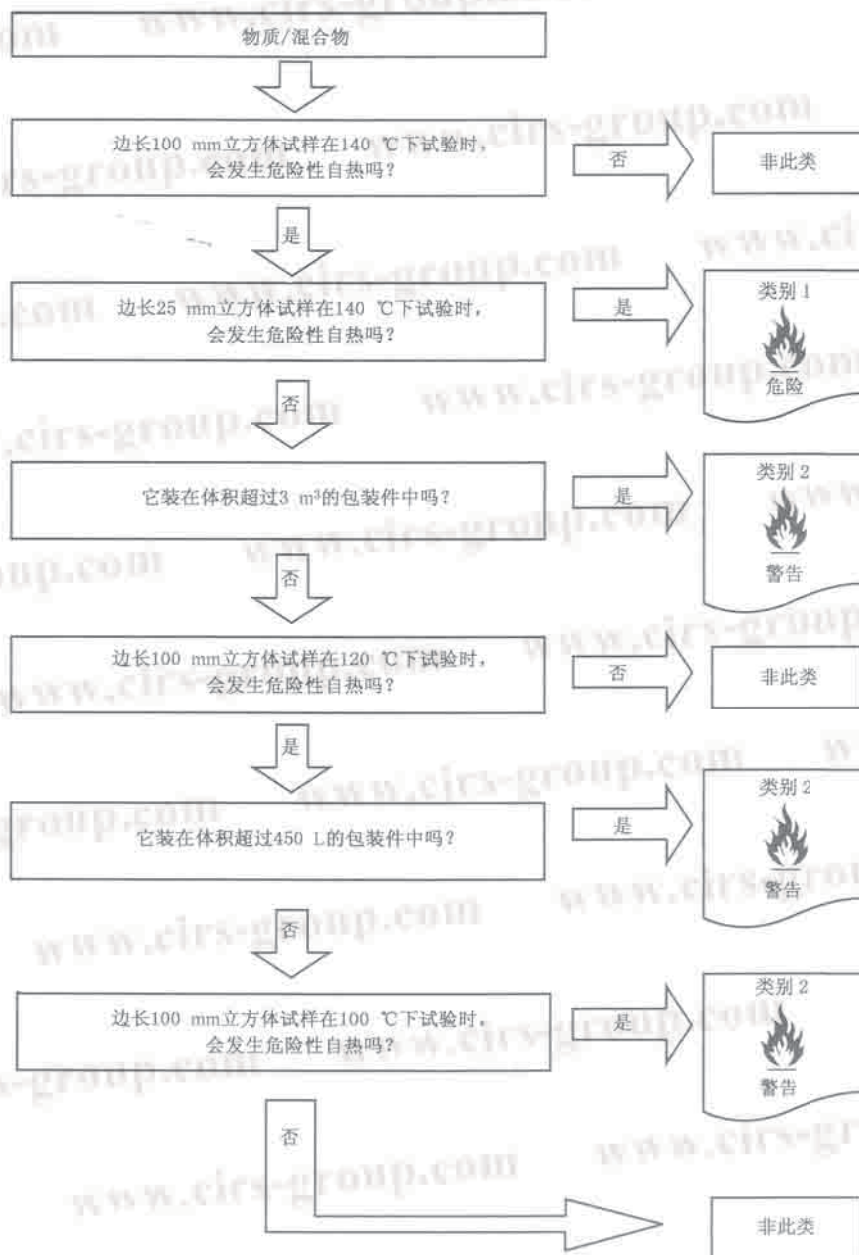 www.cirs-group.com
物质/混合物
边长100 mm立方体试样在140 ℃下试验时，
会发生危险性自热吗？
否
非此类
是
边长25 mm立方体试样在140 ℃下试验时，
会发生危险性自热吗？
是
类别 1
危险
否
它装在体积超过3 m³的包装件中吗？
是
类别 2
警告
否
边长100 mm立方体试样在120 ℃下试验时，
会发生危险性自热吗？
否
非此类
是
它装在体积超过450 L的包装件中吗？
是
类别 2
警告
否
边长100 mm立方体试样在100 ℃下试验时，
会发生危险性自热吗？
是
类别 2
警告
否
非此类